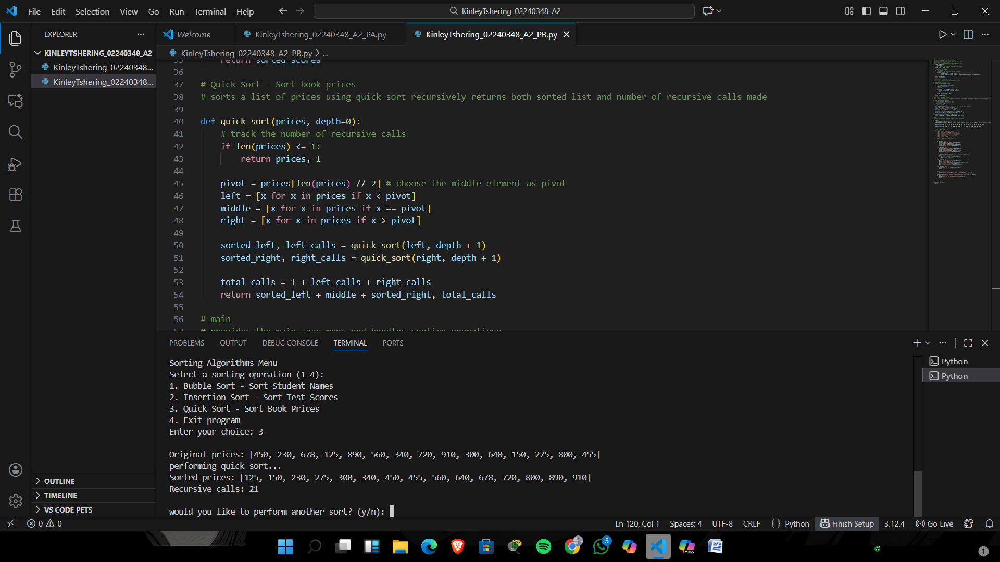 File Edit Selection View Go Run Terminal Help
KinleyTshering_02240348_A2
EXPLORER
Welcome
KinleyTshering_02240348_A2_PA.py
KinleyTshering_02240348_A2_PB.py
KINLEYTSHERING_02240348_A2
KinleyTshering_02240348...
KinleyTshering_02240348...
KinleyTshering_02240348_A2_PB.py > ...
35 return sorted_scores
36
37 # Quick Sort - Sort book prices
38 # sorts a list of prices using quick sort recursively returns both sorted list and number of recursive calls made
39
40 def quick_sort(prices, depth=0):
41 # track the number of recursive calls
42 if len(prices) <= 1:
43 return prices, 1
44
45 pivot = prices[len(prices) // 2] # choose the middle element as pivot
46 left = [x for x in prices if x < pivot]
47 middle = [x for x in prices if x == pivot]
48 right = [x for x in prices if x > pivot]
49
50 sorted_left, left_calls = quick_sort(left, depth + 1)
51 sorted_right, right_calls = quick_sort(right, depth + 1)
52
53 total_calls = 1 + left_calls + right_calls
54 return sorted_left + middle + sorted_right, total_calls
55
56 # main
57 # provides the main user menu and handles sorting operations
PROBLEMS OUTPUT DEBUG CONSOLE TERMINAL PORTS
Sorting Algorithms Menu
Select a sorting operation (1-4):
1. Bubble Sort - Sort Student Names
2. Insertion Sort - Sort Test Scores
3. Quick Sort - Sort Book Prices
4. Exit program
Enter your choice: 3
Original prices: [450, 230, 678, 125, 890, 560, 340, 720, 910, 300, 640, 150, 275, 800, 455]
performing quick sort...
Sorted prices: [125, 150, 230, 275, 300, 340, 450, 455, 560, 640, 678, 720, 800, 890, 910]
Recursive calls: 21
would you like to perform another sort? (y/n):
Python
Python
OUTLINE
TIMELINE
VS CODE PETS
0 0
Ln 120, Col 1 Spaces: 4 UTF-8 CRLF { } Python Finish Setup 3.12.4 Go Live
5
M365
1